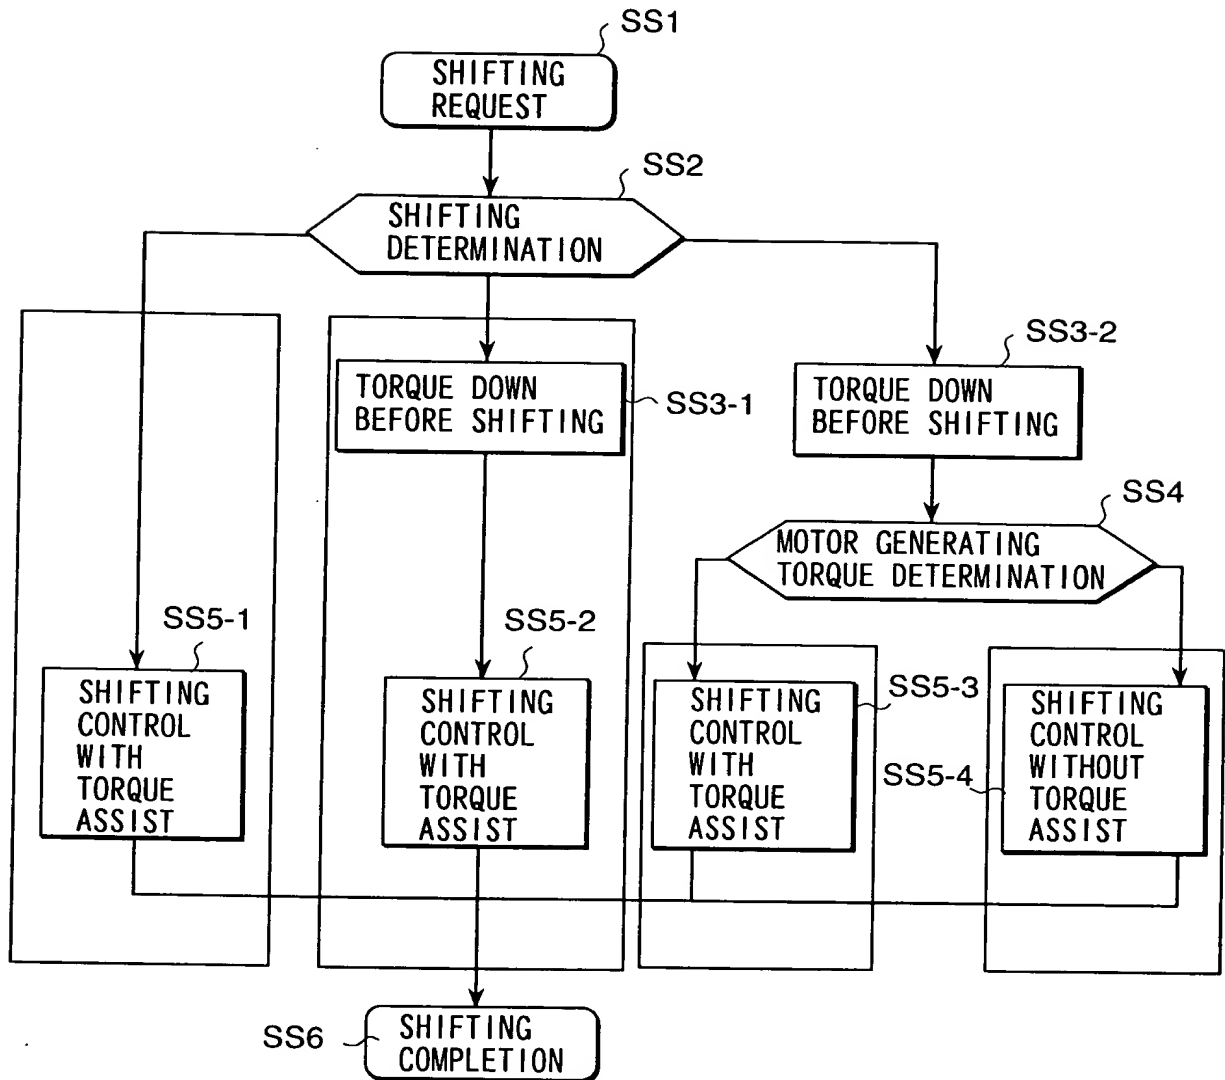 SS1
SHIFTING
REQUEST
SS2
SHIFTING
DETERMINATION
SS3-2
TORQUE DOWN
BEFORE SHIFTING
SS3-1
TORQUE DOWN
BEFORE SHIFTING
SS4
MOTOR GENERATING
TORQUE DETERMINATION
SS5-1
SHIFTING
CONTROL
WITH
TORQUE
ASSIST
SS5-2
SHIFTING
CONTROL
WITH
TORQUE
ASSIST
SHIFTING
CONTROL
WITH
TORQUE
ASSIST
SS5-3
SS5-4
SHIFTING
CONTROL
WITHOUT
TORQUE
ASSIST
SS6
SHIFTING
COMPLETION